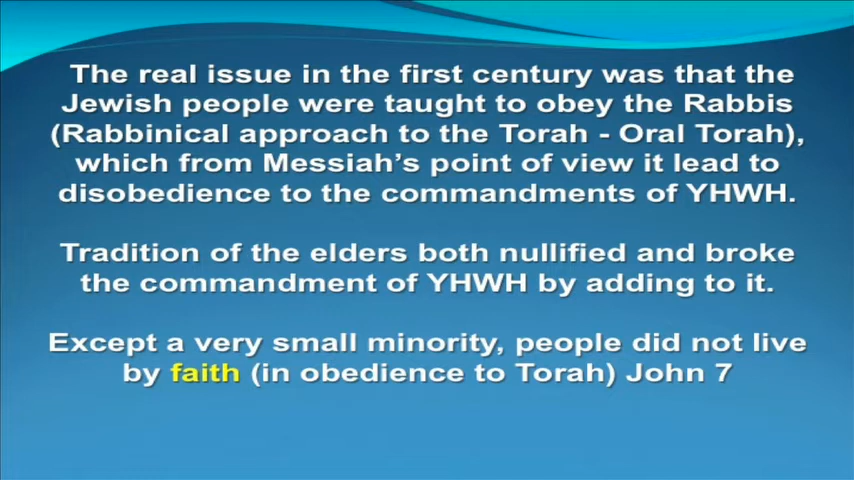 The real issue in the first century was that the
Jewish people were taught to obey the Rabbis
(Rabbinical approach to the Torah - Oral Torah),
which from Messiah's point of view it lead to
disobedience to the commandments of YHWH.
Tradition of the elders both nullified and broke
the commandment of YHWH by adding to it.
Except a very small minority, people did not live
by faith (in obedience to Torah) John 7